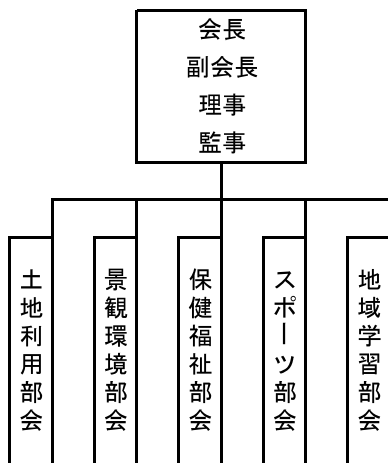 会長
副会長
理事
監事
土地利用部会
景観環境部会
保健福祉部会
スポーツ部会
地域学習部会